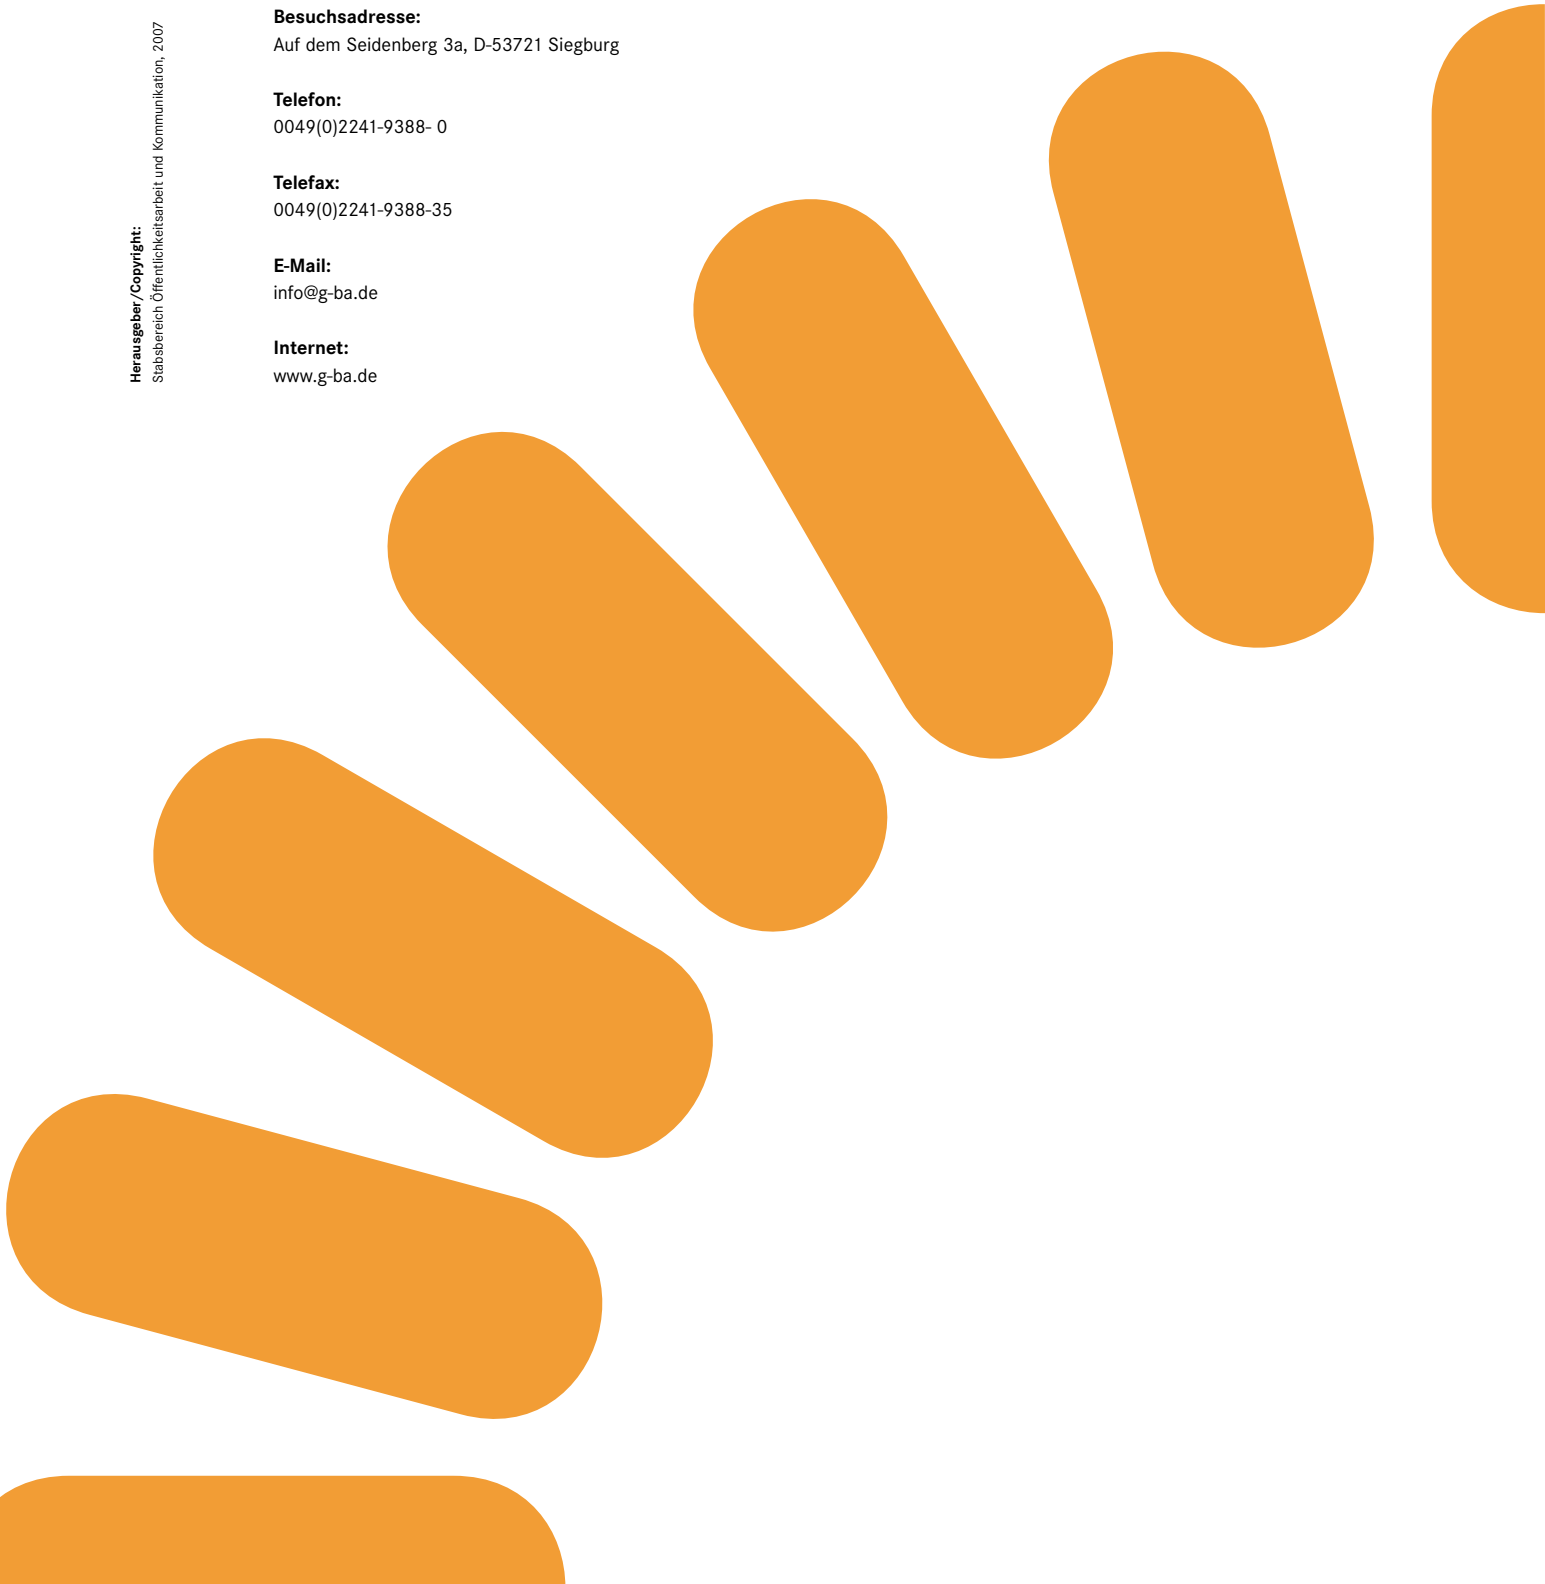 Besuchsadresse:
Auf dem Seidenberg 3a, D-53721 Siegburg
Telefon:
0049(0)2241-9388- 0
Telefax:
0049(0)2241-9388-35
E-Mail:
info@g-ba.de
Internet:
www.g-ba.de
Herausgeber/Copyright:
Stabsbereich Öffentlichkeitsarbeit und Kommunikation, 2007